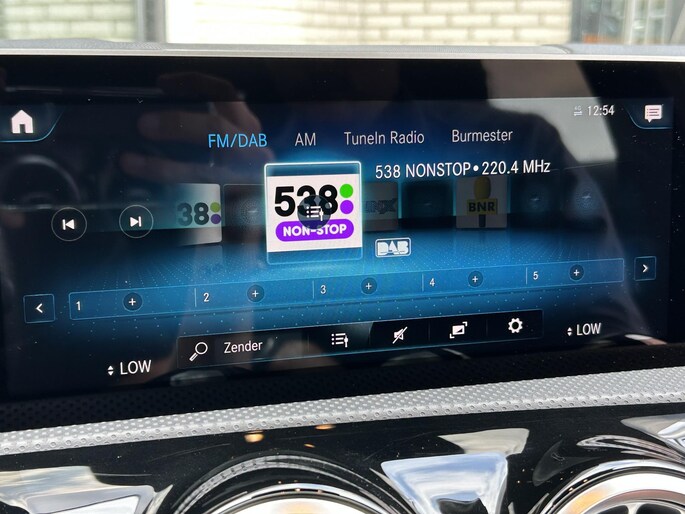 12:54
FM/DAB AM TuneIn Radio Burmester
538 NONSTOP • 220.4 MHz
38
538
NON-STOP
BNR
DAB
1 + 2 + 3 + 4 + 5 +
Zender
LOW LOW